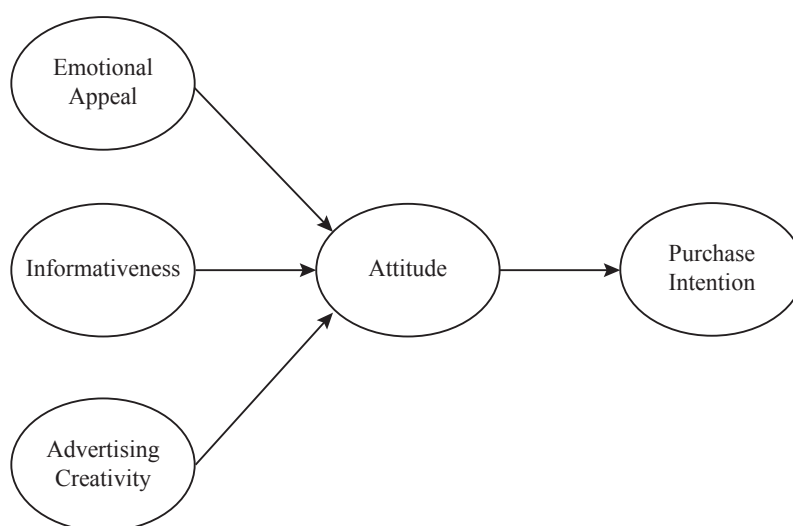 Emotional
Appeal
Informativeness
Attitude
Purchase
Intention
Advertising
Creativity